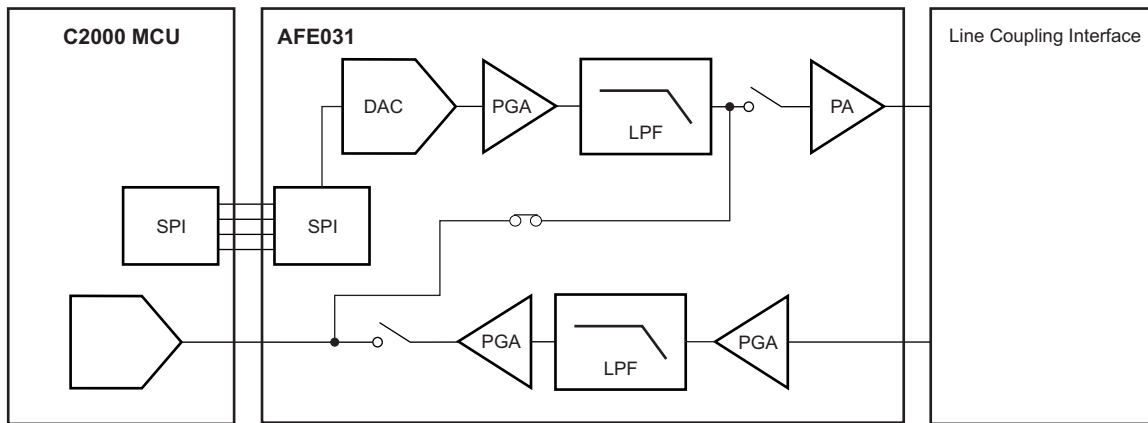 C2000 MCU
AFE031
Line Coupling Interface
DAC
PGA
LPF
PA
SPI
SPI
PGA
LPF
PGA